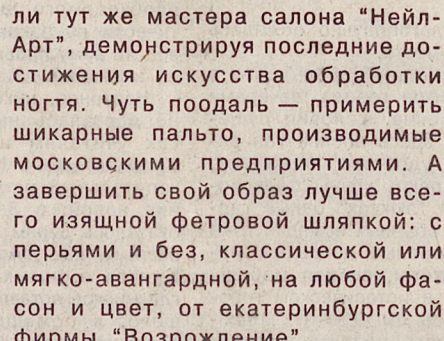 ли тут же мастера салона “Нейл-
Арт”, демонстрируя последние до-
стижения искусства обработки
ногтя. Чуть поодаль — примерить
шикарные пальто, производимые
московскими предприятиями. А
завершить свой образ лучше все-
го изящной фетровой шляпкой: с
перьями и без, классической или
мягко-авангардной, на любой фа-
сон и цвет, от екатеринбургской
фирмы “Возрождение”